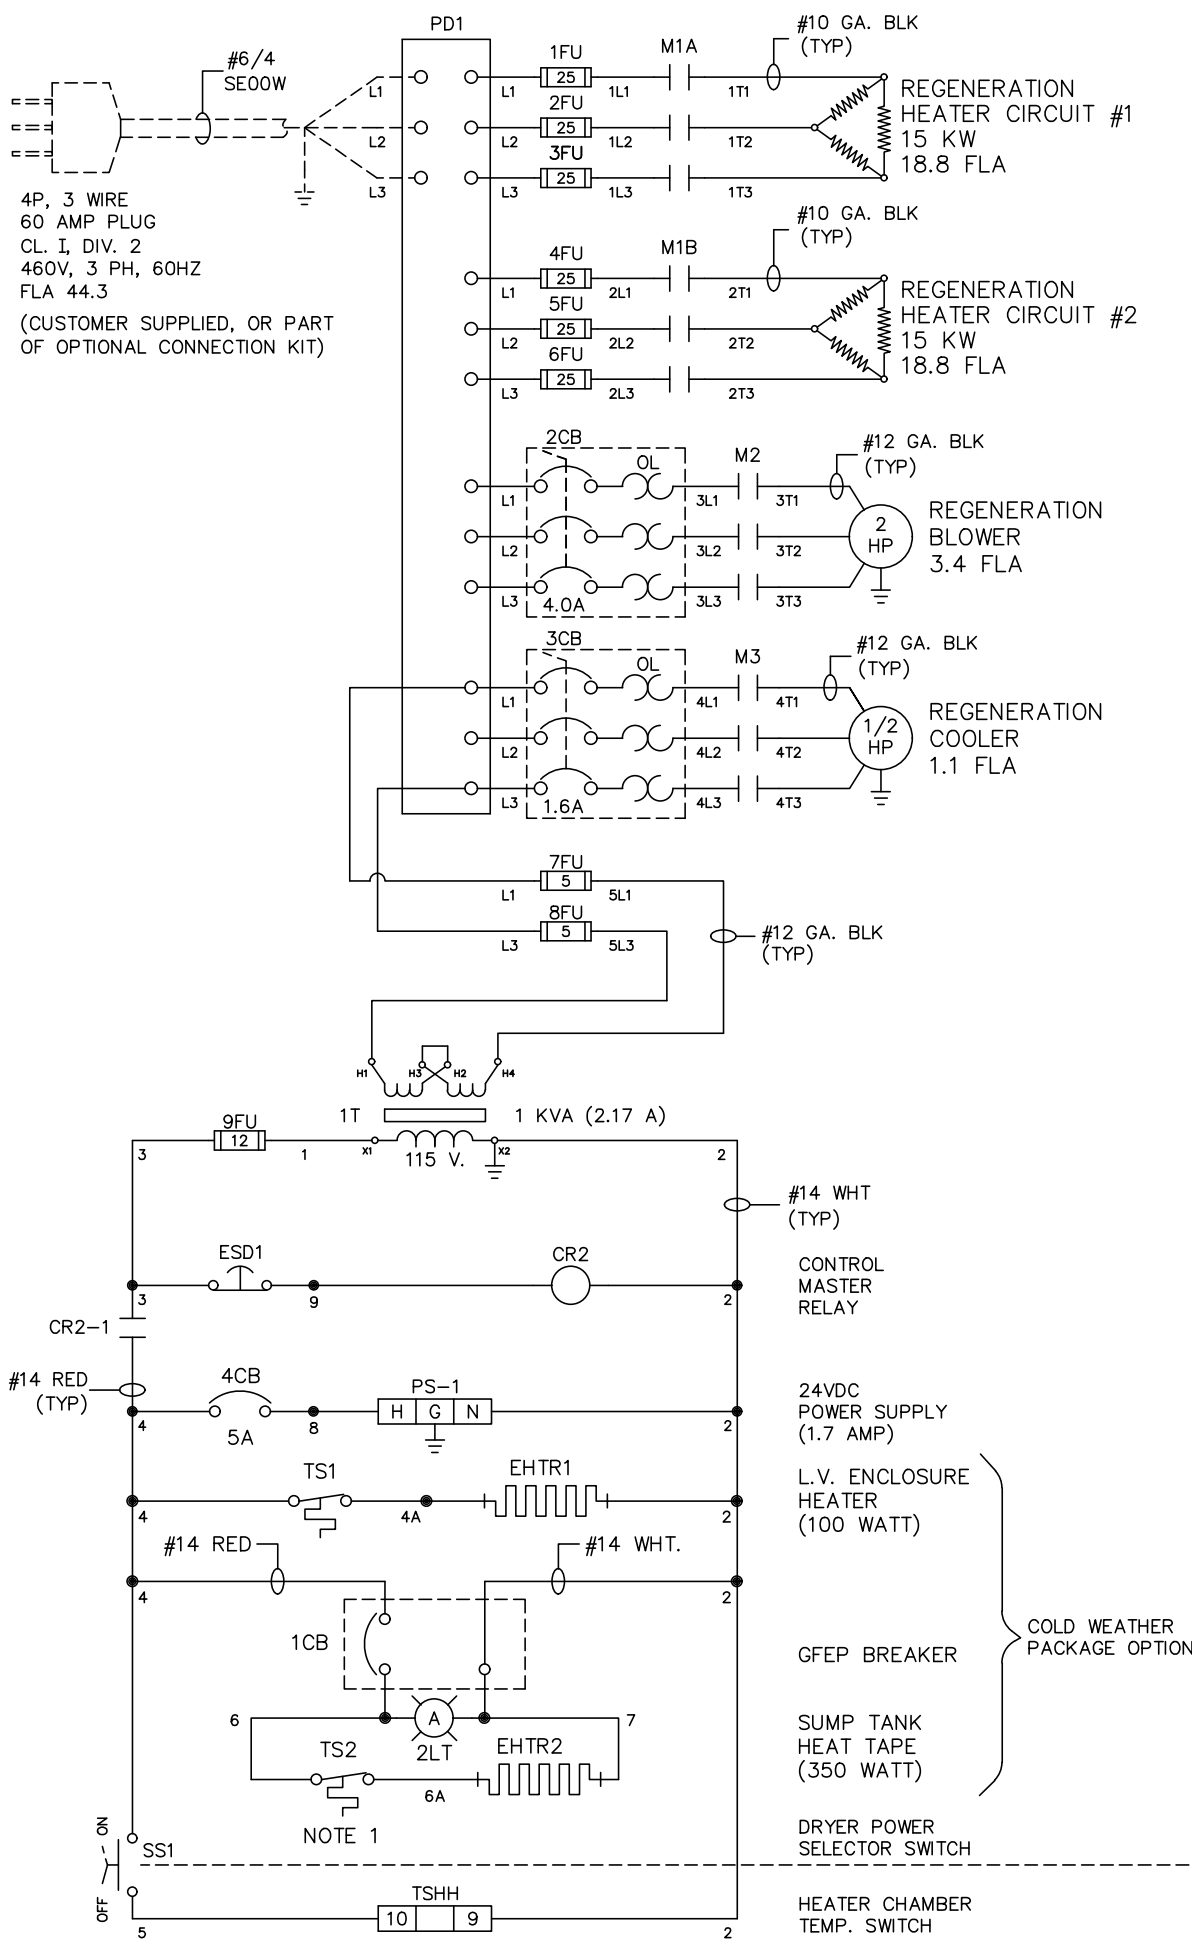 PD1
#6/4
SEOOW
L1
L2
L3
4P, 3 WIRE
60 AMP PLUG
CL. I, DIV. 2
460V, 3 PH, 60HZ
FLA 44.3
(CUSTOMER SUPPLIED, OR PART
OF OPTIONAL CONNECTION KIT)
#10 GA. BLK
(TYP)
1FU
M1A
25
L1
1L1
1T1
2FU
25
L2
1L2
1T2
3FU
25
L3
1L3
1T3
REGENERATION
HEATER CIRCUIT #1
15 KW
18.8 FLA
#10 GA. BLK
(TYP)
4FU
M1B
25
L1
2L1
2T1
5FU
25
L2
2L2
2T2
6FU
25
L3
2L3
2T3
REGENERATION
HEATER CIRCUIT #2
15 KW
18.8 FLA
2CB
OL
M2
#12 GA. BLK
(TYP)
L1
3L1
3T1
L2
3L2
3T2
L3
4.0A
3L3
3T3
2
HP
REGENERATION
BLOWER
3.4 FLA
3CB
OL
M3
#12 GA. BLK
(TYP)
L1
4L1
4T1
L2
4L2
4T2
L3
1.6A
4L3
4T3
1/2
HP
REGENERATION
COOLER
1.1 FLA
7FU
5
L1
5L1
8FU
5
L3
5L3
#12 GA. BLK
(TYP)
H1
H3
H2
H4
1T
1 KVA (2.17 A)
9FU
12
3
1
X1
115 V.
X2
2
#14 WHT
(TYP)
ESD1
CR2
3
9
2
CONTROL
MASTER
RELAY
CR2-1
#14 RED
(TYP)
4CB
PS-1
H G N
4
5A
8
2
24VDC
POWER SUPPLY
(1.7 AMP)
TS1
EHTR1
4
4A
2
L.V. ENCLOSURE
HEATER
(100 WATT)
#14 RED
#14 WHT.
4
2
1CB
GFEP BREAKER
COLD WEATHER
PACKAGE OPTION
6
A
7
2LT
TS2
EHTR2
6A
NOTE 1
SUMP TANK
HEAT TAPE
(350 WATT)
ON
SS1
OFF
DRYER POWER
SELECTOR SWITCH
TSHH
10 9
5
2
HEATER CHAMBER
TEMP. SWITCH